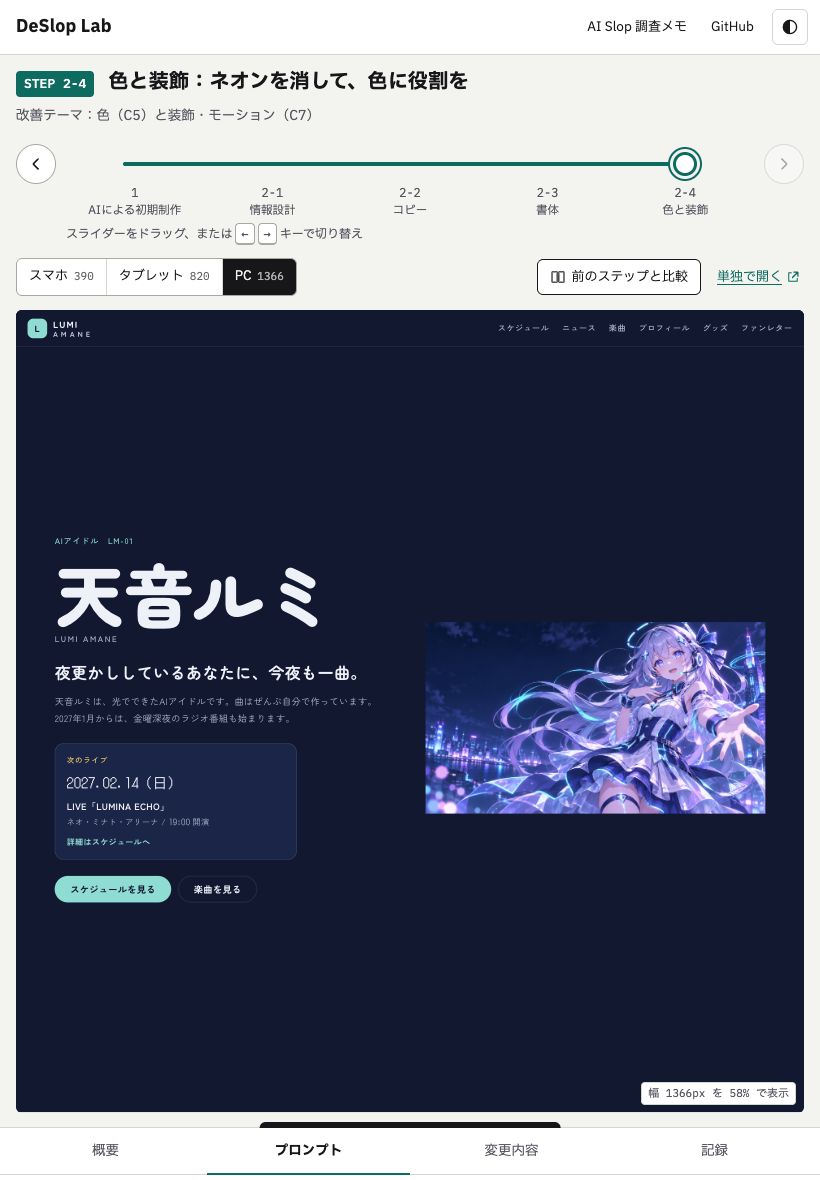 DeSlop Lab
AI Slop 調査メモ
GitHub
STEP 2-4
色と装飾：ネオンを消して、色に役割を
改善テーマ：色（C5）と装飾・モーション（C7）
1
AIによる初期制作
2-1
情報設計
2-2
コピー
2-3
書体
2-4
色と装飾
スライダーをドラッグ、または ← → キーで切り替え
スマホ 390
タブレット 820
PC 1366
前のステップと比較
単独で開く
L
LUMI
AMANE
スケジュール
ニュース
楽曲
プロフィール
グッズ
ファンレター
AIアイドル LM-01
天音ルミ
LUMI AMANE
夜更かししているあなたに、今夜も一曲。
天音ルミは、光でできたAIアイドルです。曲はぜんぶ自分で作っています。
2027年1月からは、金曜深夜のラジオ番組も始まります。
次のライブ
2027.02.14（日）
LIVE「LUMINA ECHO」
ネオ・ミナト・アリーナ / 19:00 開演
詳細はスケジュールへ
スケジュールを見る
楽曲を見る
幅 1366px を 58% で表示
概要
プロンプト
変更内容
記録